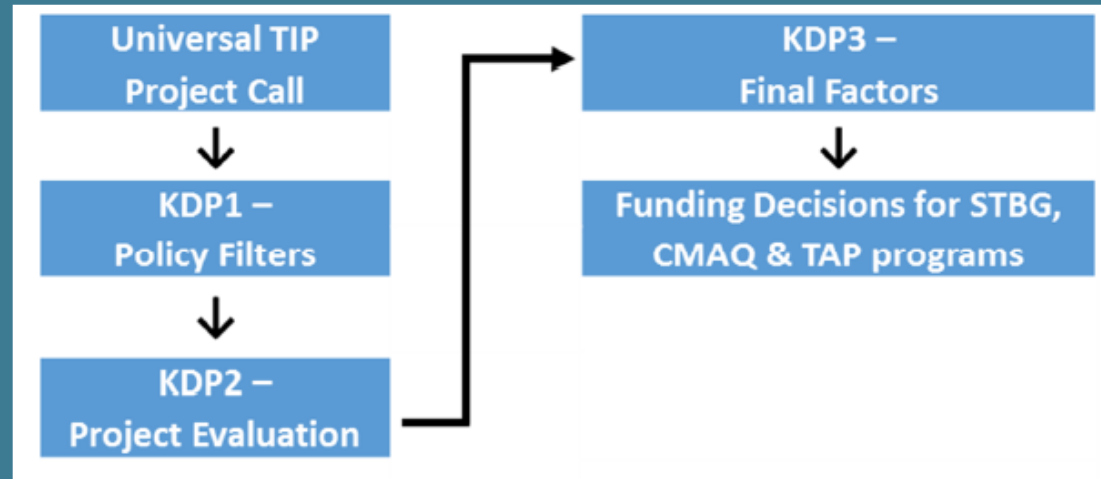 Universal TIP
Project Call
KDP1 –
Policy Filters
KDP2 –
Project Evaluation
KDP3 –
Final Factors
Funding Decisions for STBG,
CMAQ & TAP programs